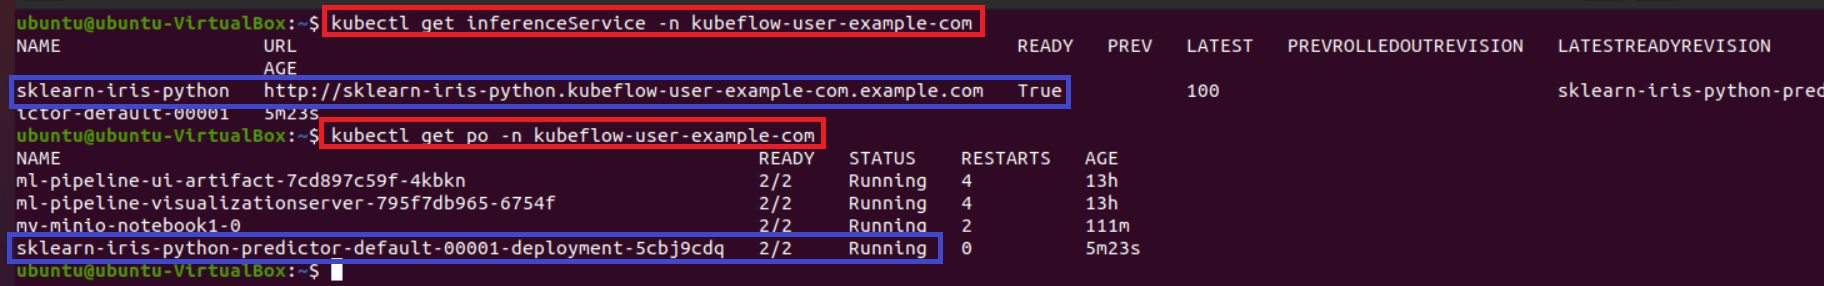 ubuntu@ubuntu-VirtualBox:~$ kubectl get inferenceService -n kubeflow-user-example-com
NAME URL READY PREV LATEST PREVROLLEDOUTREVISION LATESTREADYREVISION
AGE
sklearn-iris-python http://sklearn-iris-python.kubeflow-user-example-com.example.com True 100 sklearn-iris-python-pred
ictor-default-00001 5m23s
ubuntu@ubuntu-VirtualBox:~$ kubectl get po -n kubeflow-user-example-com
NAME READY STATUS RESTARTS AGE
ml-pipeline-ui-artifact-7cd897c59f-4kbkn 2/2 Running 4 13h
ml-pipeline-visualizationserver-795f7db965-6754f 2/2 Running 4 13h
my-minio-notebook1-0 2/2 Running 2 111m
sklearn-iris-python-predictor-default-00001-deployment-5cbj9cdq 2/2 Running 0 5m23s
ubuntu@ubuntu-VirtualBox:~$